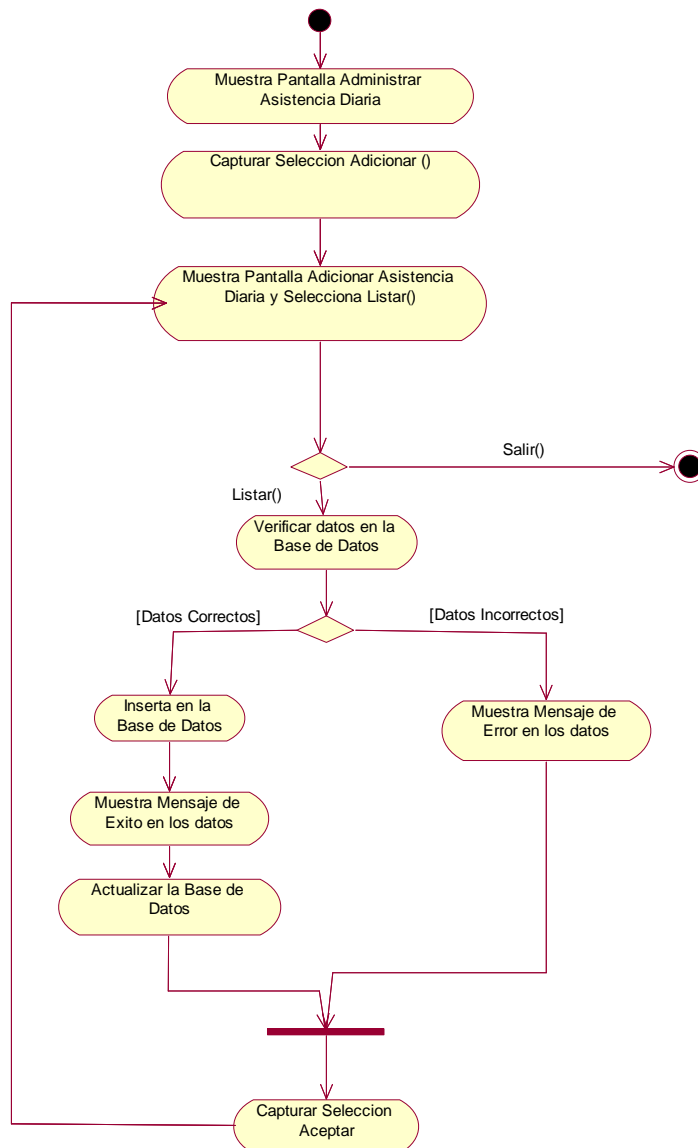 Muestra Pantalla Administrar
Asistencia Diaria
Capturar Seleccion Adicionar ()
Muestra Pantalla Adicionar Asistencia
Diaria y Selecciona Listar()
Salir()
Listar()
Verificar datos en la
Base de Datos
[Datos Correctos]
[Datos Incorrectos]
Inserta en la
Base de Datos
Muestra Mensaje de
Error en los datos
Muestra Mensaje de
Exito en los datos
Actualizar la Base de
Datos
Capturar Seleccion
Aceptar